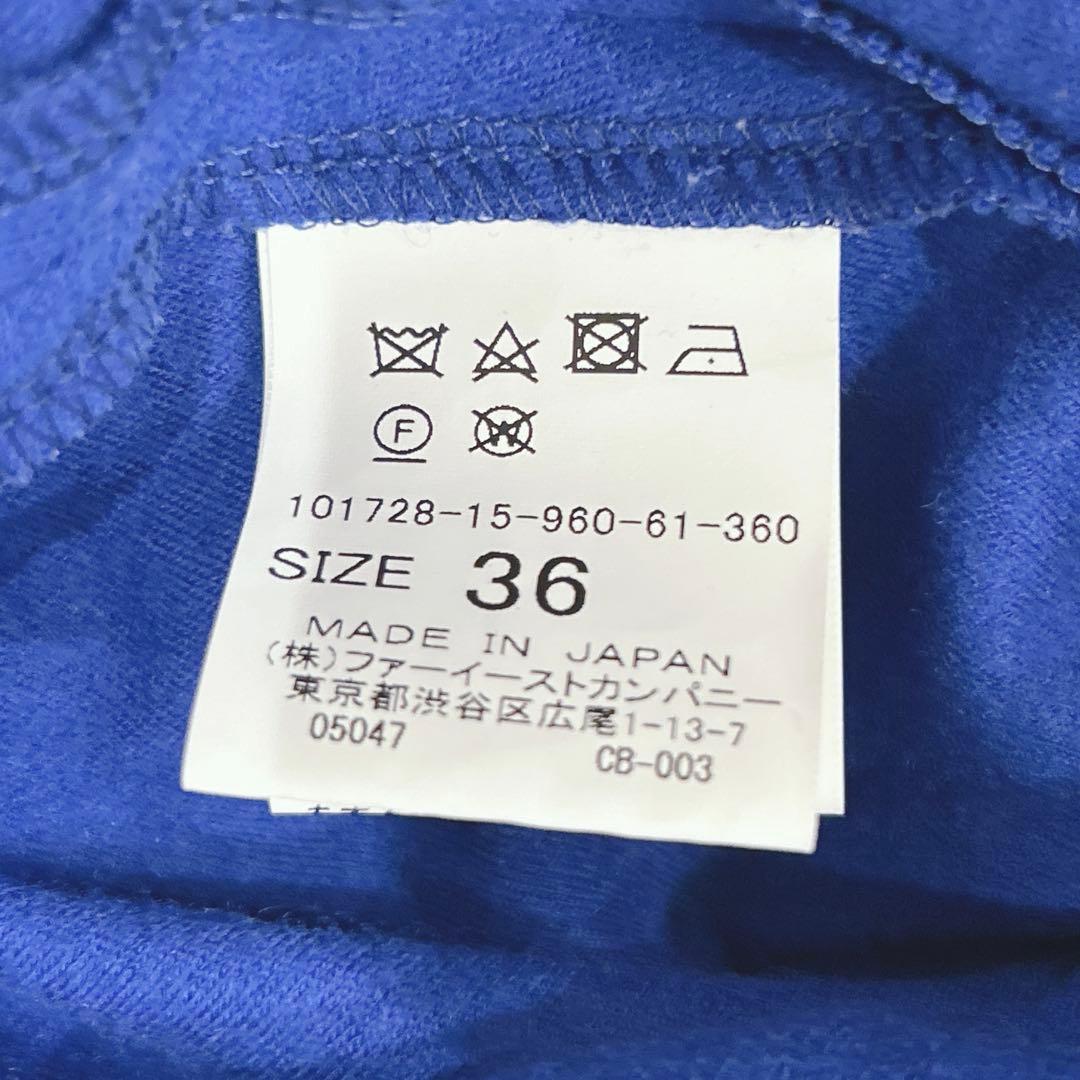 F W
101728-15-960-61-360
SIZE 36
MADE IN JAPAN
(株)ファーイーストカンパニー
東京都渋谷区広尾1-13-7
05047 CB-003